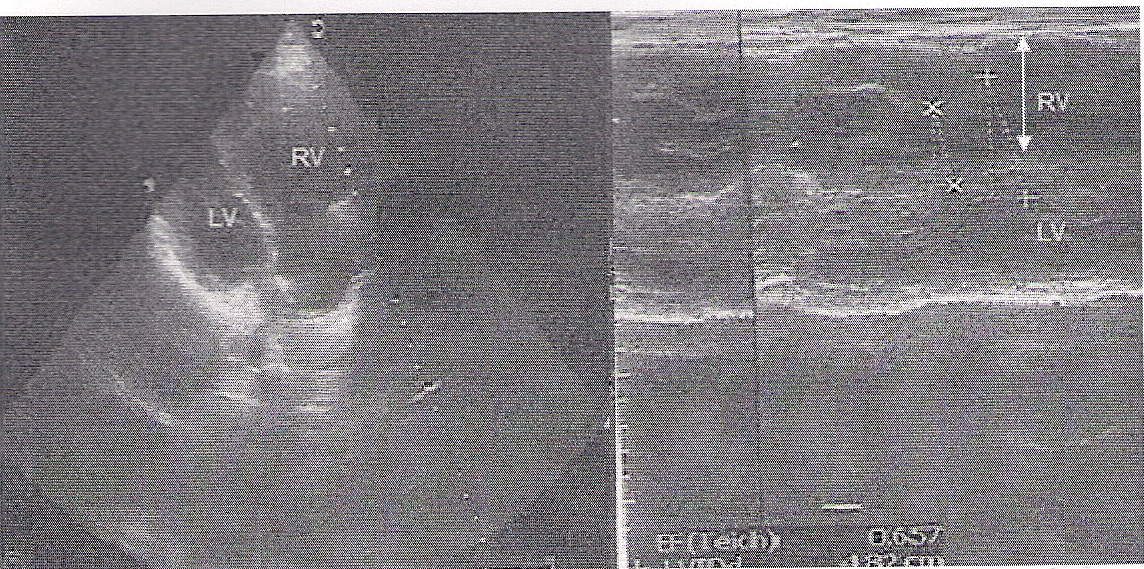 RV
LV
RV
LV
EF (Teich)
0.657